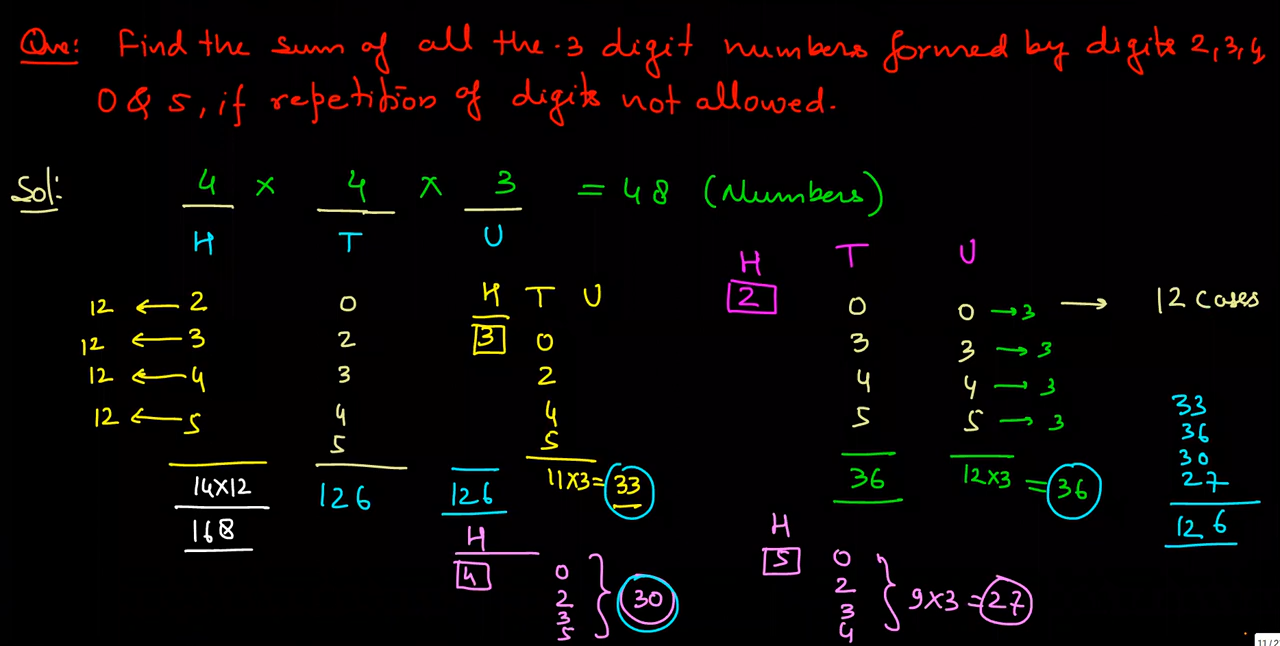 Que: Find the sum of all the 3 digit numbers formed by digits 2, 3, 4,
0 & 5, if repetition of digits not allowed.
Sol: 4 × 4 × 3 = 48 (Numbers)
H T U
12 ← 2 0
12 ← 3 2
12 ← 4 3
12 ← 5 4
5
14×12 126 126
168
H T U
3 0
2
4
5
11×3 = 33
H T U
2 0 0 → 3 → 12 cases
3 3 → 3
4 4 → 3
5 5 → 3
36 12×3 = 36
33
36
30
27
126
H
4 0
2
3
5
} 30
H
5 0
2
3
4
} 9×3 = 27
11/2